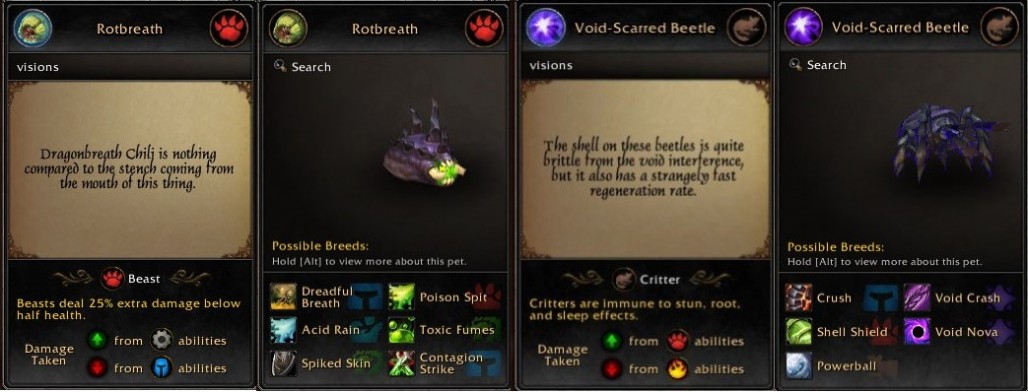 Rotbreath
visions
Dragonbreath Chili is nothing
compared to the stench coming from
the mouth of this thing.
Beast
Beasts deal 25% extra damage below
half health.
Damage
Taken
from abilities
from abilities
Rotbreath
Search
Possible Breeds:
Hold [Alt] to view more about this pet.
Dreadful
Breath
Poison Spit
Acid Rain
Toxic Fumes
Spiked Skin
Contagion
Strike
Void-Scarred Beetle
visions
The shell on these beetles is quite
brittle from the void interference,
but it also has a strangely fast
regeneration rate.
Critter
Critters are immune to stun, root,
and sleep effects.
Damage
Taken
from abilities
from abilities
Void-Scarred Beetle
Search
Possible Breeds:
Hold [Alt] to view more about this pet.
Crush
Void Crash
Shell Shield
Void Nova
Powerball